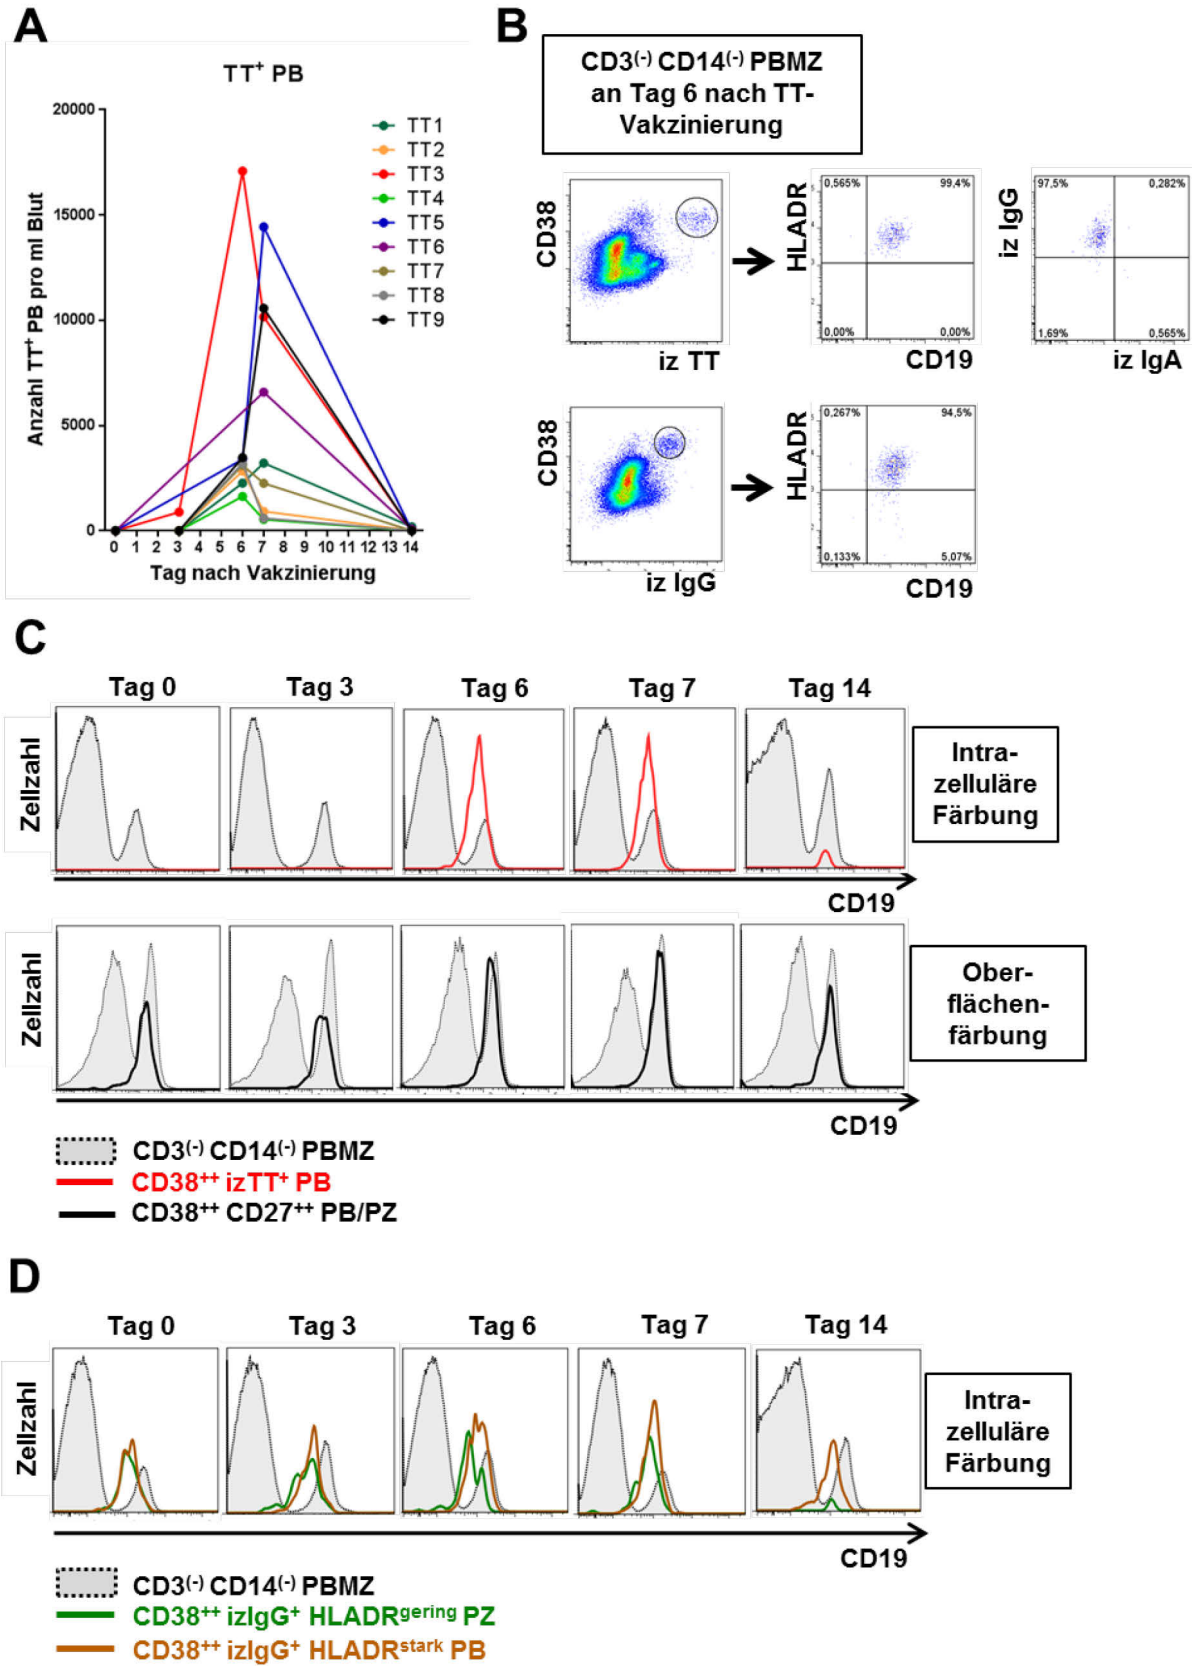 A
TT⁺ PB
20000
15000
10000
5000
0
Anzahl TT⁺ PB pro ml Blut
0 1 2 3 4 5 6 7 8 9 10 11 12 13 14
Tag nach Vakzinierung
TT1
TT2
TT3
TT4
TT5
TT6
TT7
TT8
TT9
B
CD3⁽⁻⁾ CD14⁽⁻⁾ PBMZ
an Tag 6 nach TT-
Vakzinierung
CD38
iz TT
HLADR
0,565% 99,4%
0,00% 0,00%
CD19
iz IgG
97,5% 0,282%
1,69% 0,565%
iz IgA
CD38
iz IgG
HLADR
0,267% 94,5%
0,133% 5,07%
CD19
C
Tag 0 Tag 3 Tag 6 Tag 7 Tag 14
Zellzahl
Intra-
zelluläre
Färbung
CD19
Zellzahl
Ober-
flächen-
färbung
CD19
CD3⁽⁻⁾ CD14⁽⁻⁾ PBMZ
CD38⁺⁺ izTT⁺ PB
CD38⁺⁺ CD27⁺⁺ PB/PZ
D
Tag 0 Tag 3 Tag 6 Tag 7 Tag 14
Zellzahl
Intra-
zelluläre
Färbung
CD19
CD3⁽⁻⁾ CD14⁽⁻⁾ PBMZ
CD38⁺⁺ izIgG⁺ HLADRgering PZ
CD38⁺⁺ izIgG⁺ HLADRstark PB